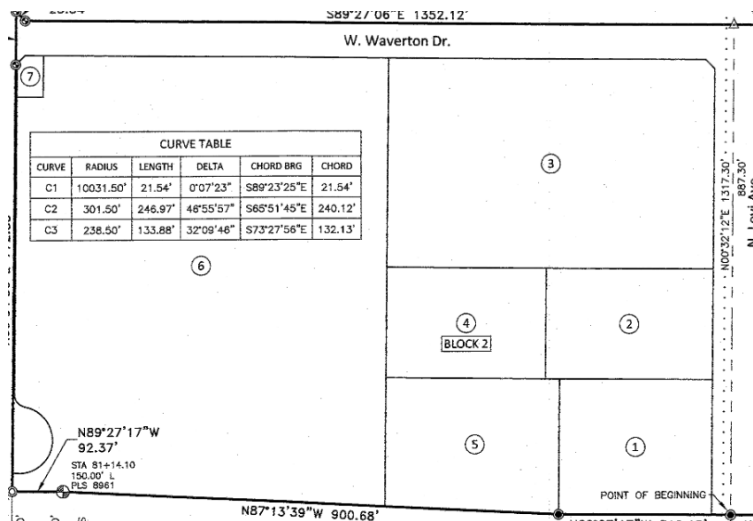 S89°27'06"E 1352.12'
W. Waverton Dr.
7
3
CURVE TABLE
CURVE RADIUS LENGTH DELTA CHORD BRG CHORD
C1 10031.50' 21.54' 0°07'23" S89°23'25"E 21.54'
C2 301.50' 246.97' 46°55'57" S65°51'45"E 240.12'
C3 238.50' 133.88' 32°09'46" S73°27'56"E 132.13'
N00°32'12"E 1317.30'
887.30'
6
4
BLOCK 2
2
N89°27'17"W
92.37'
STA 81+14.10
150.00' L
PLS 8961
5
1
POINT OF BEGINNING
N87°13'39"W 900.68'